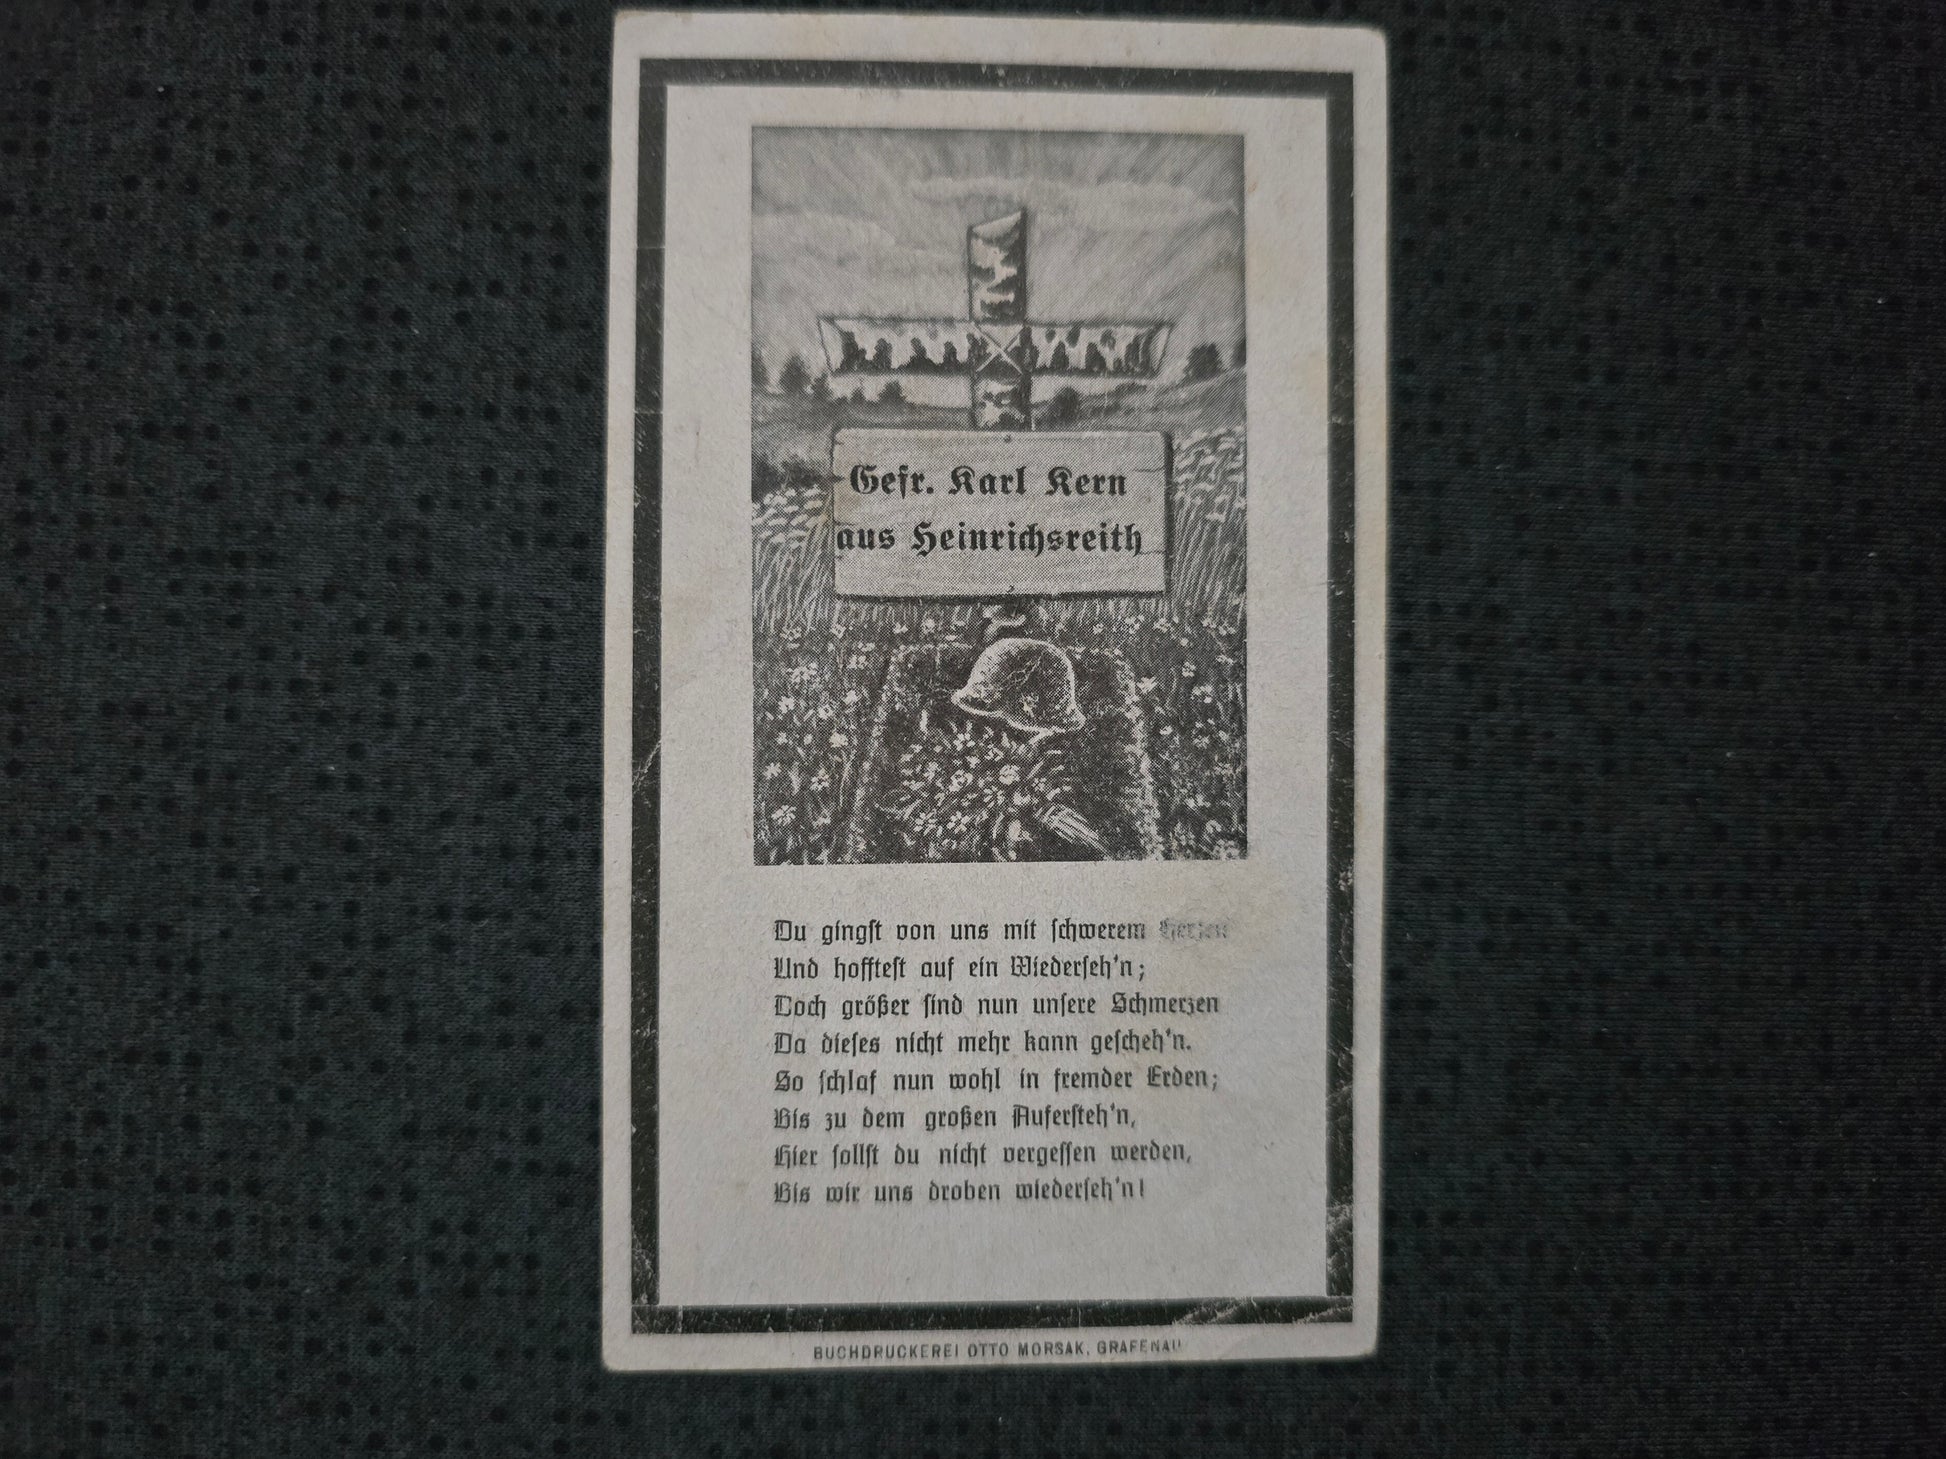 Gefr. Karl Kern
aus Heinrichsreith
Du gingst von uns mit schwerem Herzen
Und hofftest auf ein Wiederseh'n;
Doch größer sind nun unsere Schmerzen
Da dieses nicht mehr kann gescheh'n.
So schlaf nun wohl in fremder Erden;
Bis zu dem großen Aufersteh'n,
Hier sollst du nicht vergessen werden,
Bis wir uns droben wiederseh'n!
BUCHDRUCKEREI OTTO MORSAK, GRAFENAU